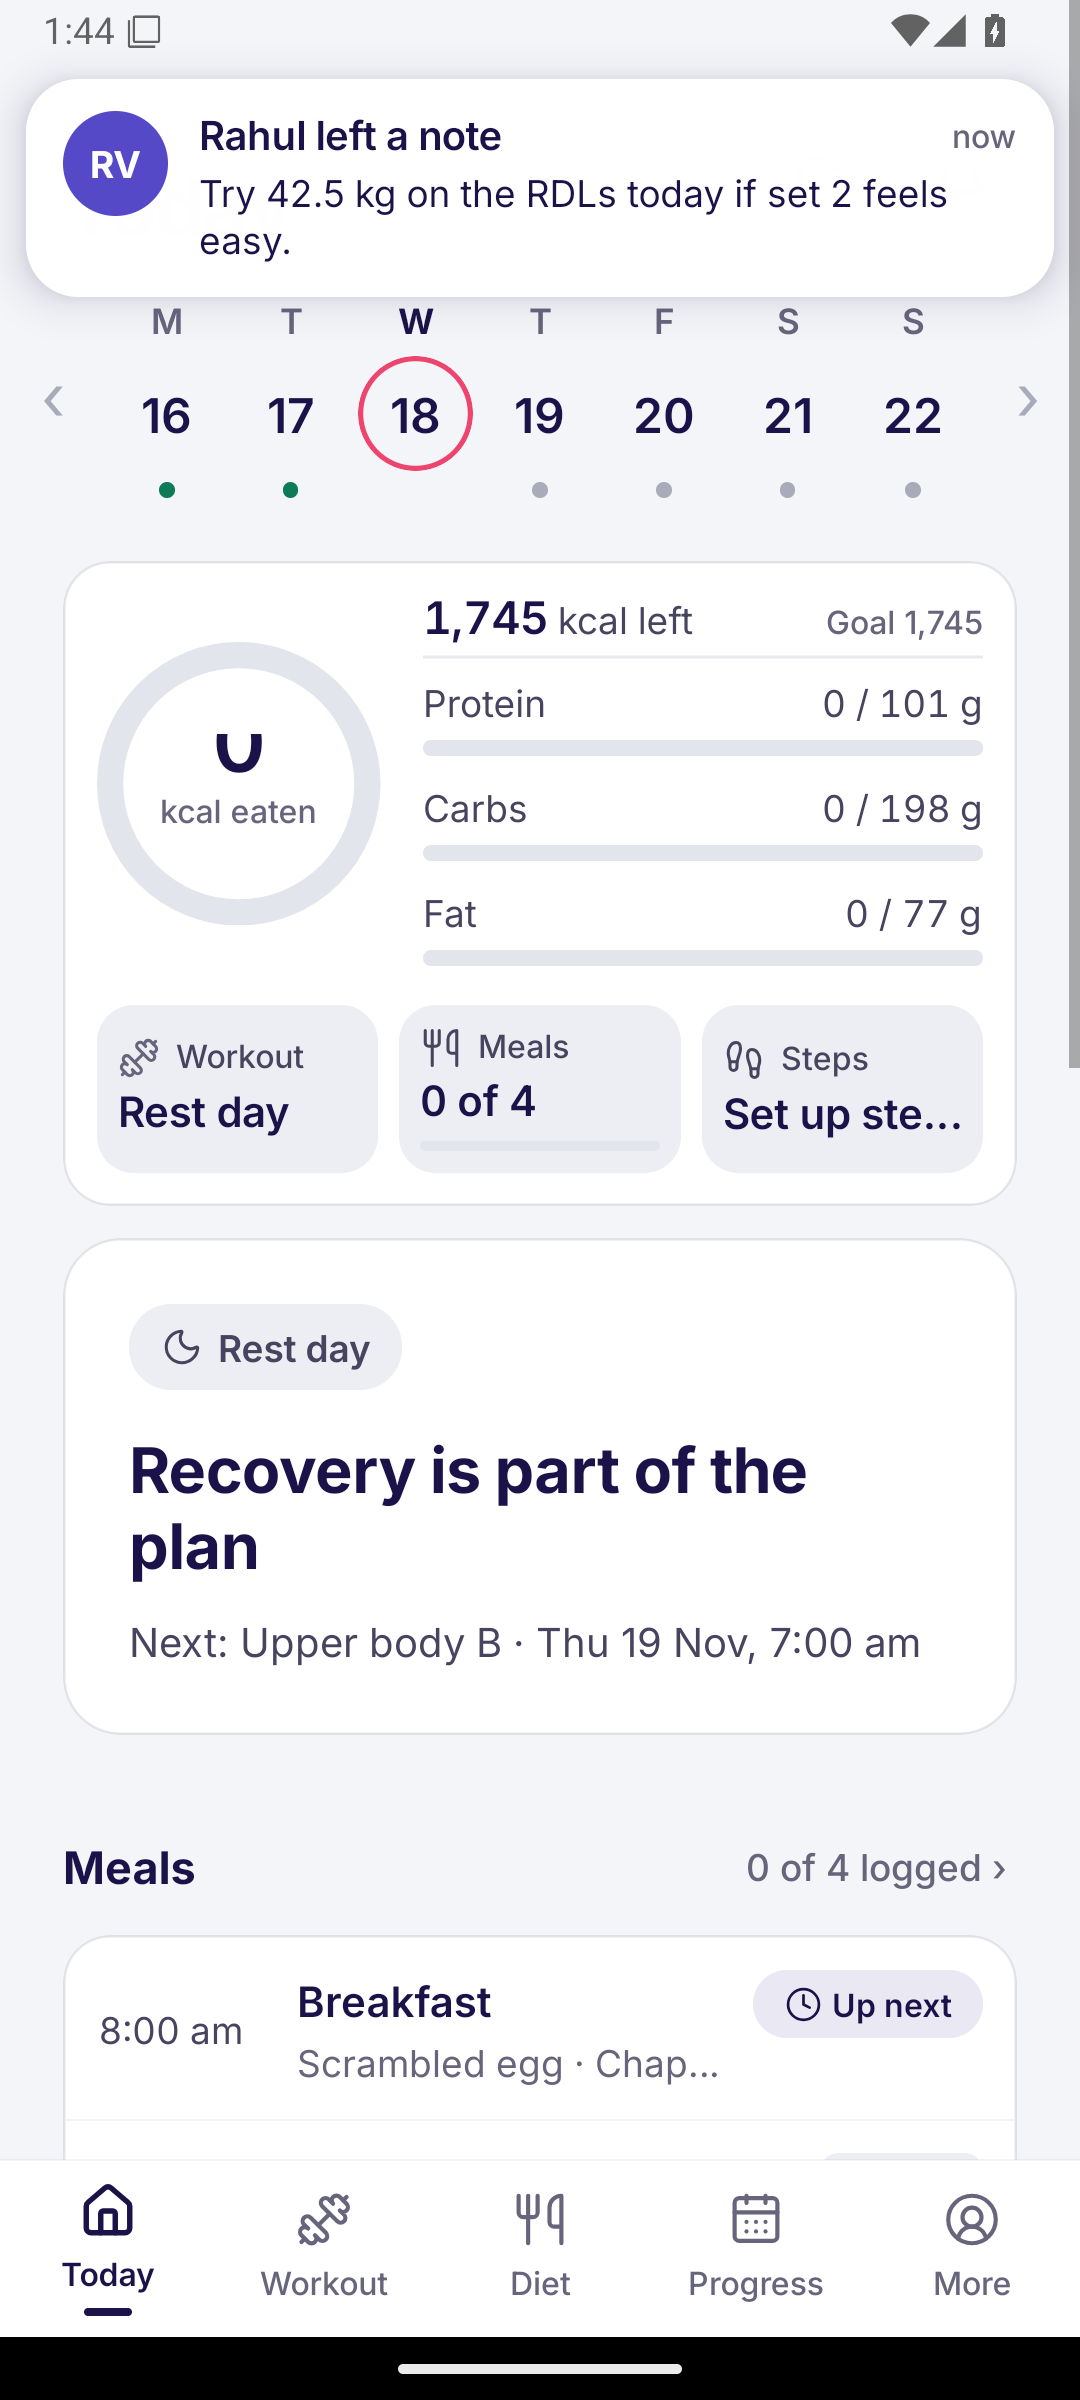 1:44
RV
Rahul left a note
now
Try 42.5 kg on the RDLs today if set 2 feels
easy.
M T W T F S S
‹ 16 17 18 19 20 21 22 ›
1,745 kcal left
Goal 1,745
0
kcal eaten
Protein 0 / 101 g
Carbs 0 / 198 g
Fat 0 / 77 g
Workout
Rest day
Meals
0 of 4
Steps
Set up ste...
Rest day
Recovery is part of the
plan
Next: Upper body B · Thu 19 Nov, 7:00 am
Meals
0 of 4 logged ›
8:00 am
Breakfast
Up next
Scrambled egg · Chap...
Today
Workout
Diet
Progress
More